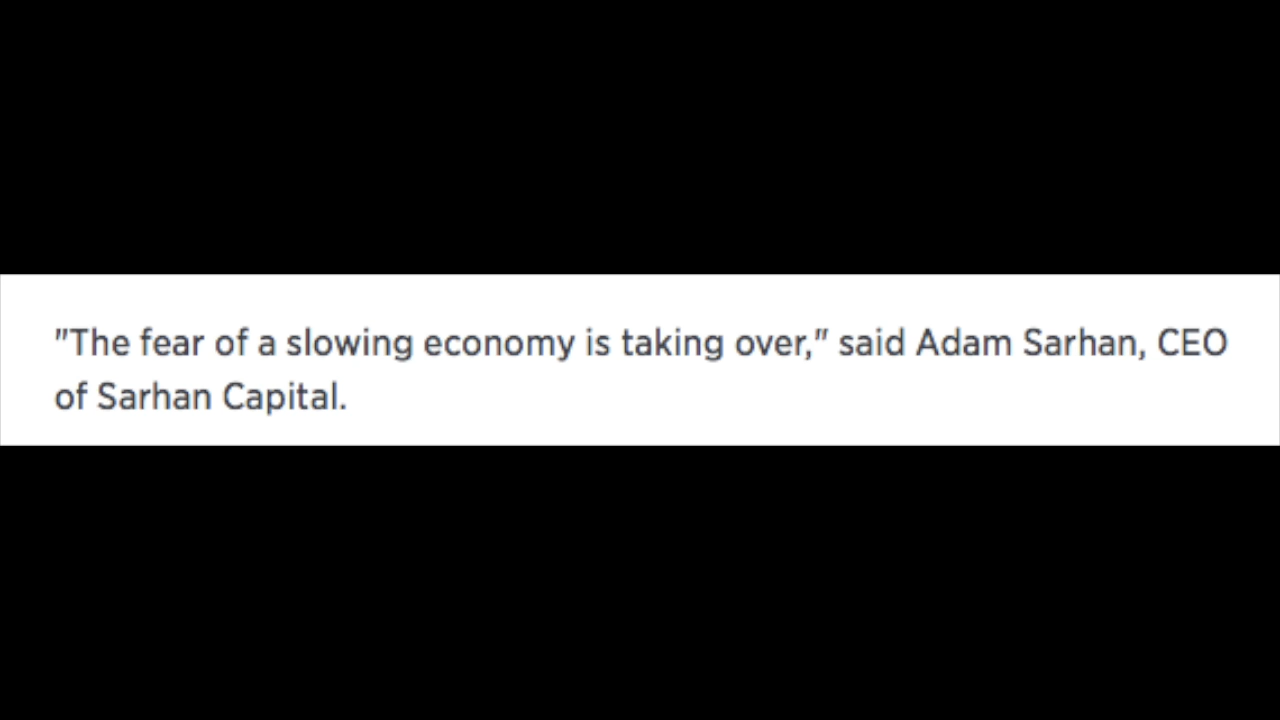 "The fear of a slowing economy is taking over," said Adam Sarhan, CEO
of Sarhan Capital.